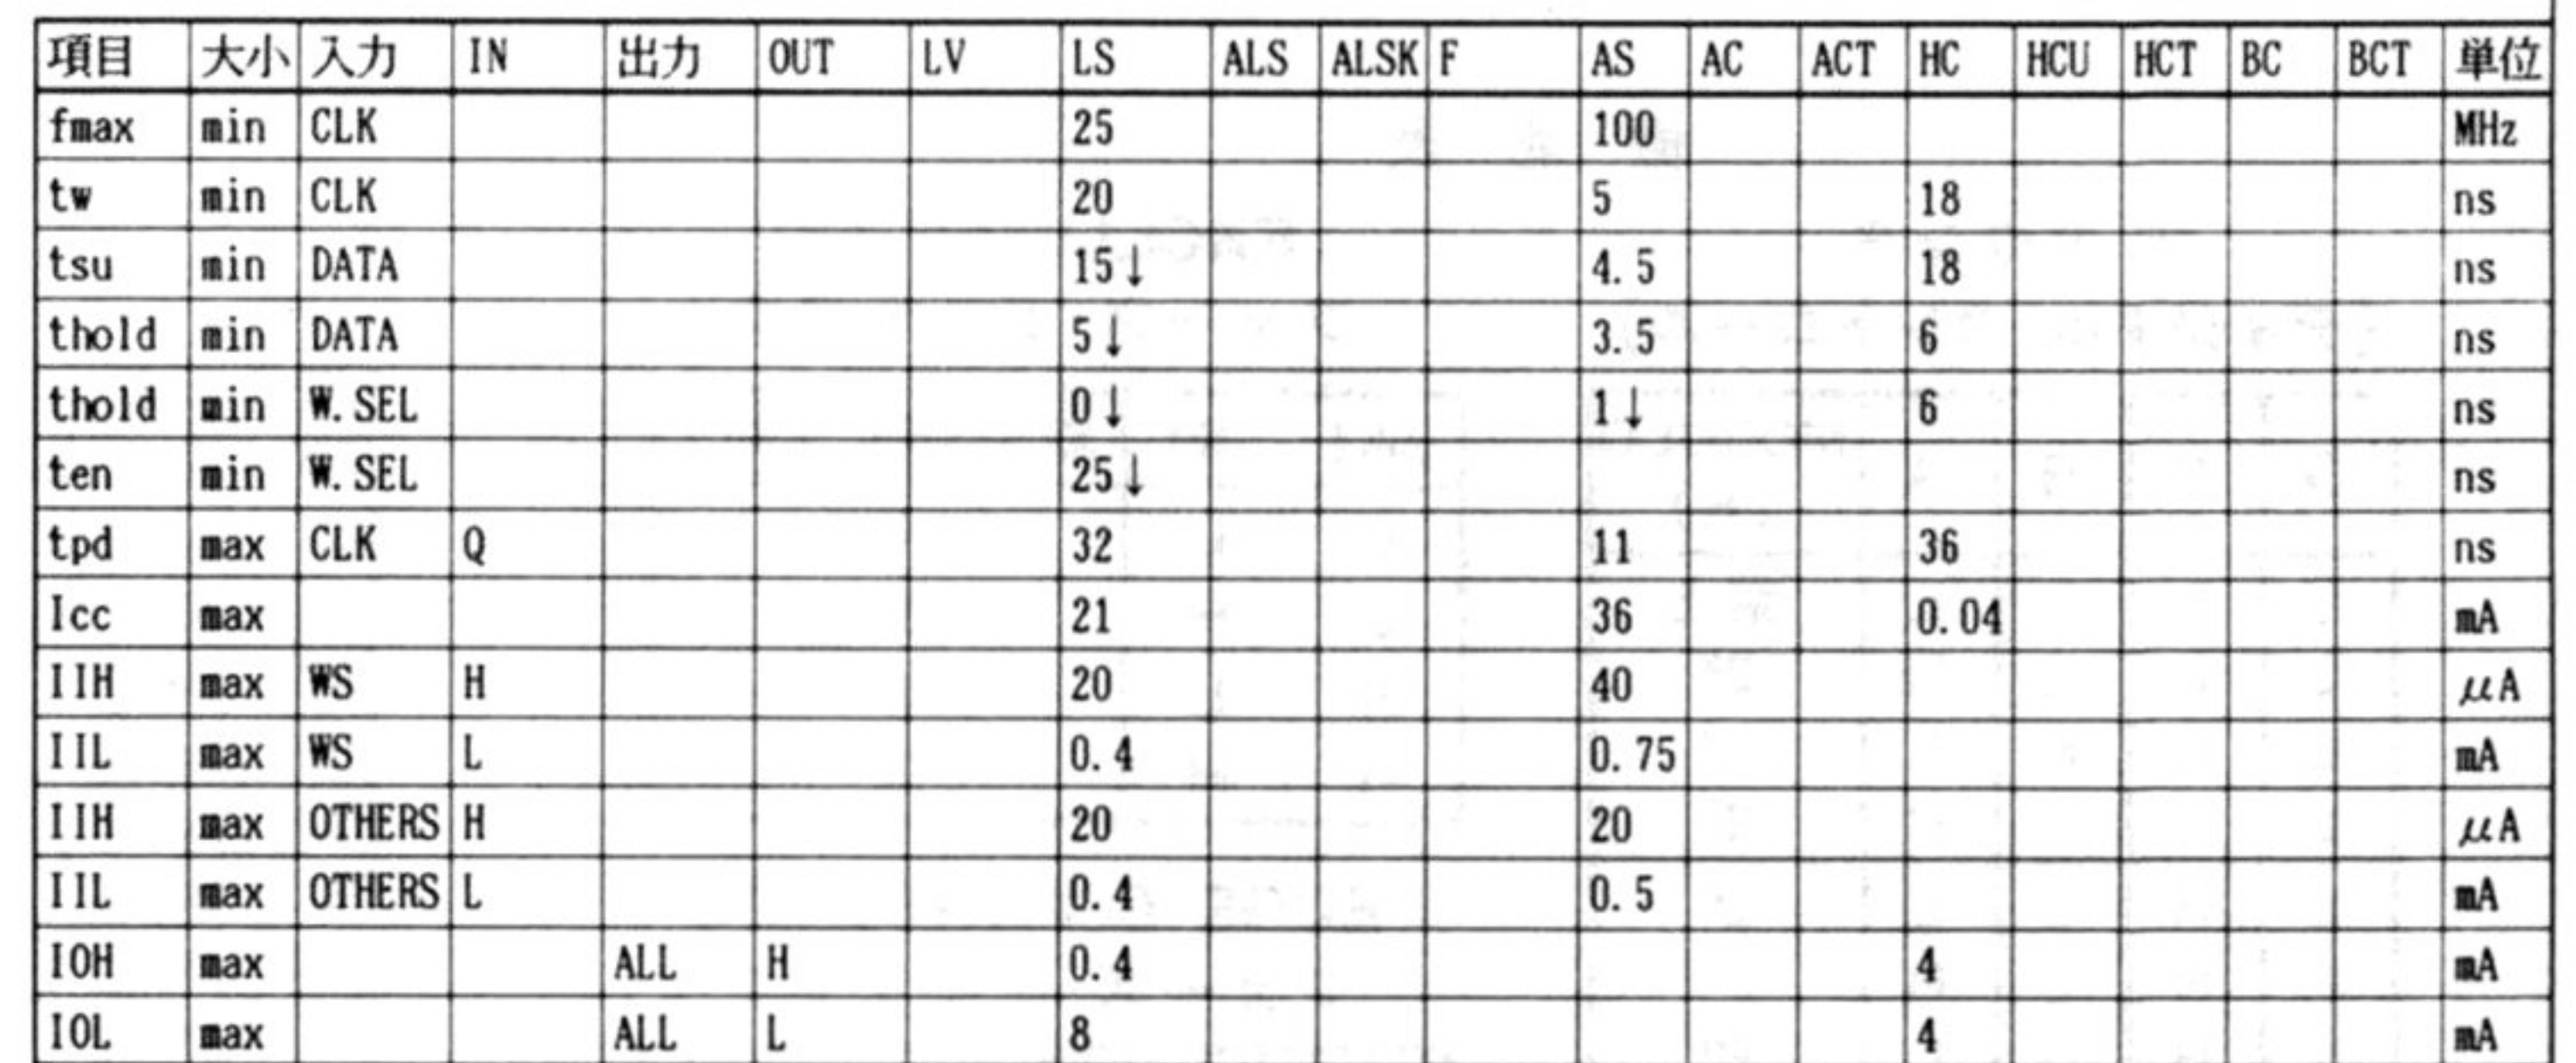 項目 大小 入力 IN 出力 OUT LV LS ALS ALSK F AS AC ACT HC HCU HCT BC BCT 単位
fmax min CLK 25 100 MHz
tw min CLK 20 5 18 ns
tsu min DATA 15↓ 4.5 18 ns
thold min DATA 5↓ 3.5 6 ns
thold min W.SEL 0↓ 1↓ 6 ns
ten min W.SEL 25↓ ns
tpd max CLK Q 32 11 36 ns
Icc max 21 36 0.04 mA
IIH max WS H 20 40 μA
IIL max WS L 0.4 0.75 mA
IIH max OTHERS H 20 20 μA
IIL max OTHERS L 0.4 0.5 mA
IOH max ALL H 0.4 4 mA
IOL max ALL L 8 4 mA